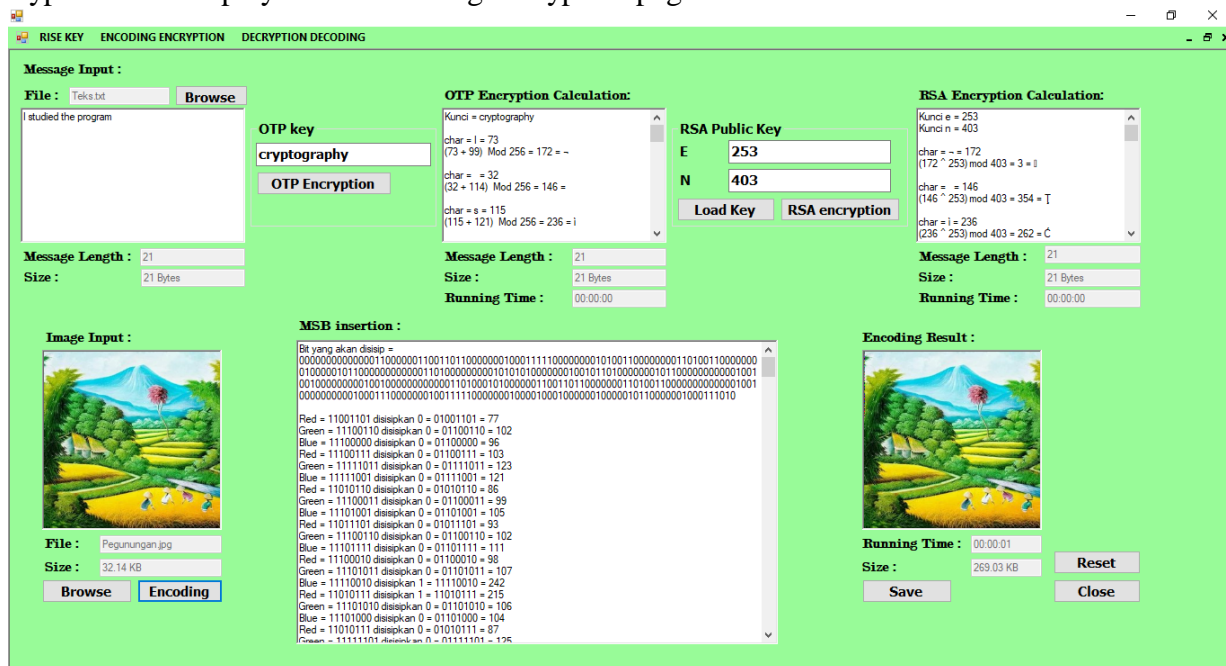 RISE KEY ENCODING ENCRYPTION DECRYPTION DECODING
Message Input :
File : Teks.txt Browse
I studied the program
OTP key
cryptography
OTP Encryption
Message Length : 21
Size : 21 Bytes
OTP Encryption Calculation:
Kunci = cryptography
char = I = 73
(73 + 99) Mod 256 = 172 = ¬
char = = 32
(32 + 114) Mod 256 = 146 =
char = s = 115
(115 + 121) Mod 256 = 236 = ì
Message Length : 21
Size : 21 Bytes
Running Time : 00:00:00
RSA Public Key
E 253
N 403
Load Key RSA encryption
RSA Encryption Calculation:
Kunci e = 253
Kunci n = 403
char = ¬ = 172
(172 ^ 253) mod 403 = 3 =
char = = 146
(146 ^ 253) mod 403 = 354 = Ţ
char = ì = 236
(236 ^ 253) mod 403 = 262 = Ć
Message Length : 21
Size : 21 Bytes
Running Time : 00:00:00
Image Input :
File : Pegunungan.jpg
Size : 32.14 KB
Browse Encoding
MSB insertion :
Bit yang akan disisip =
Red = 11001101 disisipkan 0 = 01001101 = 77
Green = 11100110 disisipkan 0 = 01100110 = 102
Blue = 11100000 disisipkan 0 = 01100000 = 96
Red = 11100111 disisipkan 0 = 01100111 = 103
Green = 11111011 disisipkan 0 = 01111011 = 123
Blue = 11111001 disisipkan 0 = 01111001 = 121
Red = 11010110 disisipkan 0 = 01010110 = 86
Green = 11100011 disisipkan 0 = 01100011 = 99
Blue = 11101001 disisipkan 0 = 01101001 = 105
Red = 11011101 disisipkan 0 = 01011101 = 93
Green = 11100110 disisipkan 0 = 01100110 = 102
Blue = 11101111 disisipkan 0 = 01101111 = 111
Red = 11100010 disisipkan 0 = 01100010 = 98
Green = 11101011 disisipkan 0 = 01101011 = 107
Blue = 11110010 disisipkan 1 = 11110010 = 242
Red = 11010111 disisipkan 1 = 11010111 = 215
Green = 11101010 disisipkan 0 = 01101010 = 106
Blue = 11101000 disisipkan 0 = 01101000 = 104
Red = 11010111 disisipkan 0 = 01010111 = 87
Green = 11111101 disisipkan 0 = 01111101 = 125
Encoding Result :
Running Time : 00:00:01
Size : 269.03 KB
Save
Reset
Close